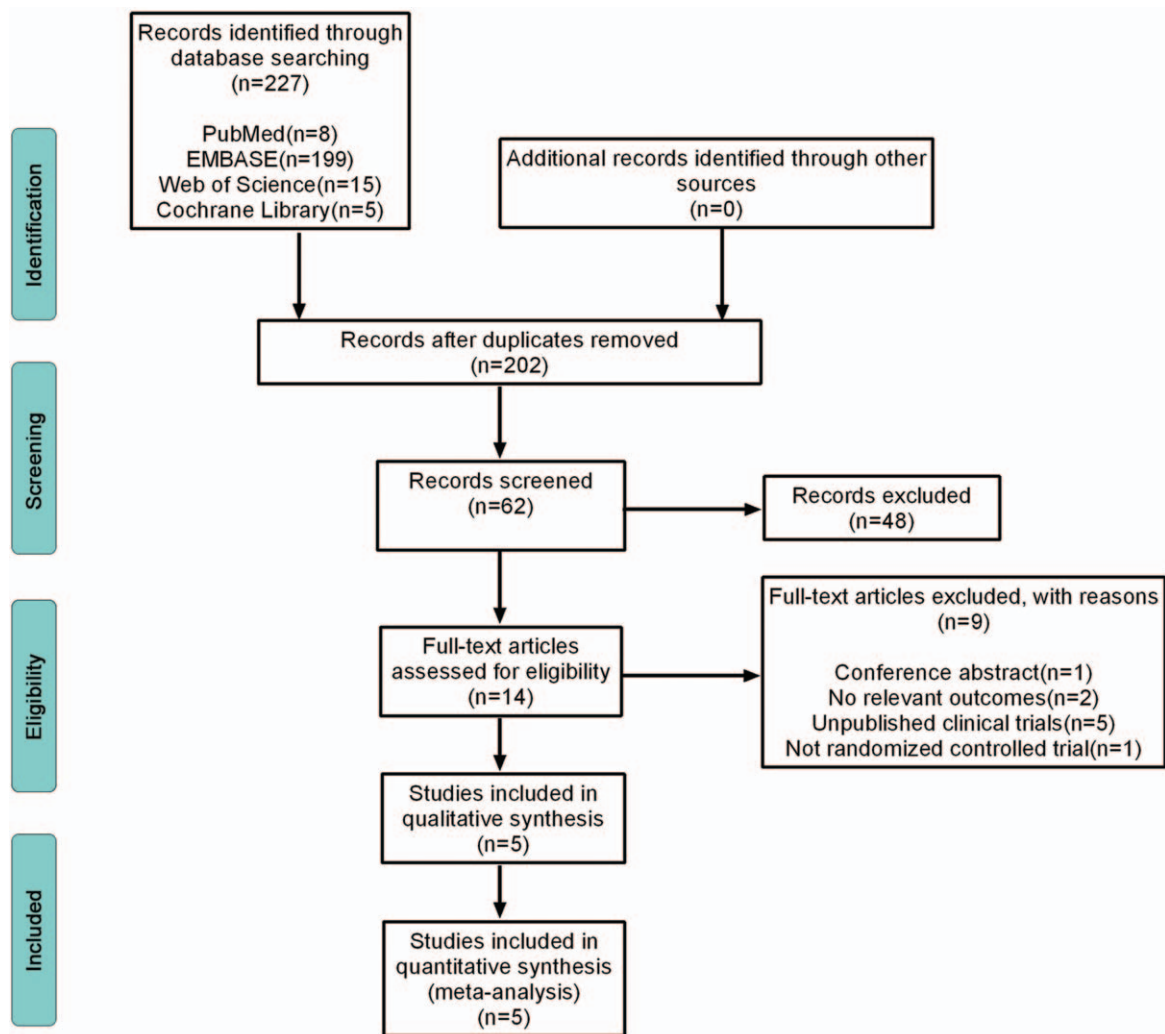 Records identified through
database searching
(n=227)
PubMed(n=8)
EMBASE(n=199)
Web of Science(n=15)
Cochrane Library(n=5)
Additional records identified through other
sources
(n=0)
Identification
Records after duplicates removed
(n=202)
Screening
Records screened
(n=62)
Records excluded
(n=48)
Eligibility
Full-text articles
assessed for eligibility
(n=14)
Full-text articles excluded, with reasons
(n=9)
Conference abstract(n=1)
No relevant outcomes(n=2)
Unpublished clinical trials(n=5)
Not randomized controlled trial(n=1)
Studies included in
qualitative synthesis
(n=5)
Included
Studies included in
quantitative synthesis
(meta-analysis)
(n=5)